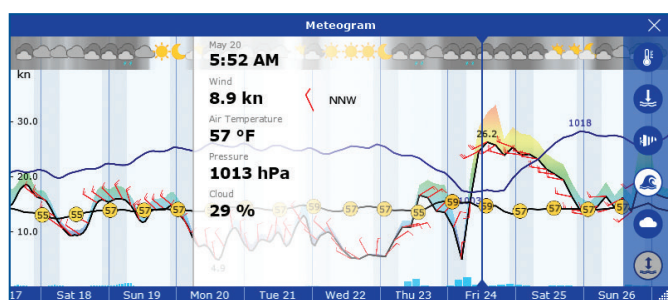 Meteogram
kn
30.0
20.0
10.0
May 20
5:52 AM
Wind
8.9 kn NNW
Air Temperature
57 °F
Pressure
1013 hPa
Cloud
29 %
26.2
1018
1003
4.9
55 57 57 57 57 57 57 55 59 59 57 57 57 57
17 Sat 18 Sun 19 Mon 20 Tue 21 Wed 22 Thu 23 Fri 24 Sat 25 Sun 26